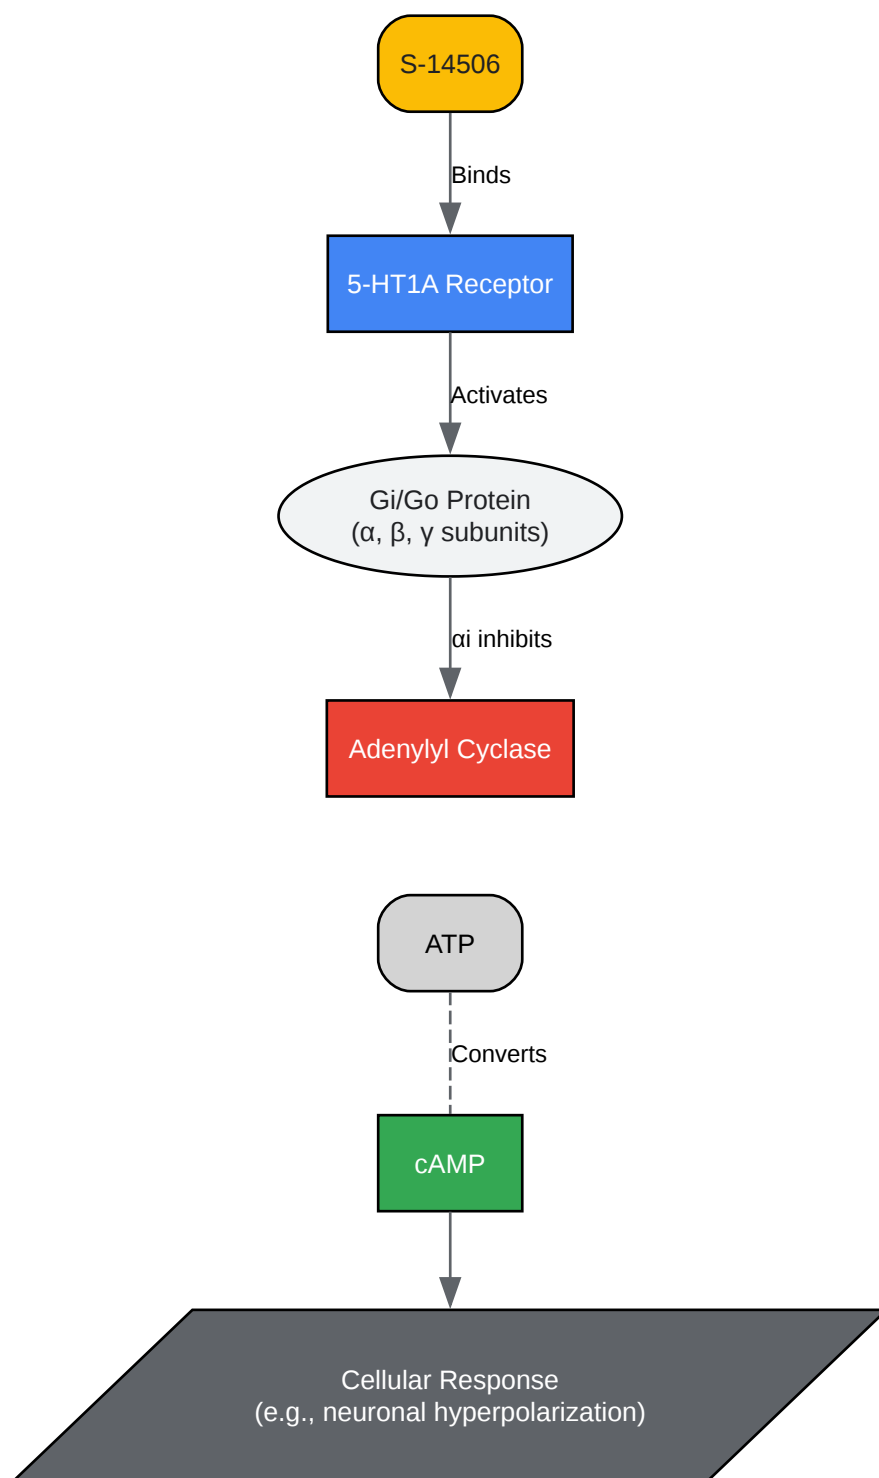 S-14506
Binds
5-HT1A Receptor
Activates
Gi/Go Protein
(α, β, γ subunits)
αi inhibits
Adenylyl Cyclase
ATP
Converts
cAMP
Cellular Response
(e.g., neuronal hyperpolarization)